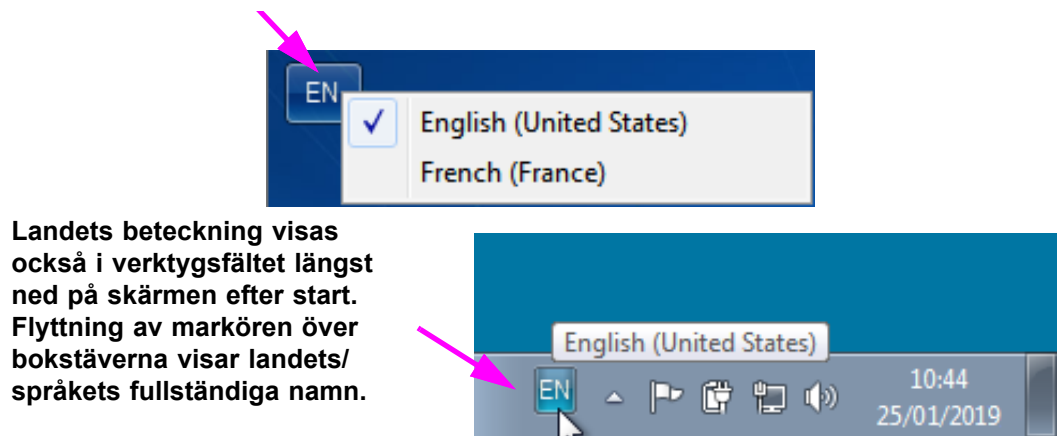 EN
English (United States)
French (France)
Landets beteckning visas
också i verktygsfältet längst
ned på skärmen efter start.
Flyttning av markören över
bokstäverna visar landets/
språkets fullständiga namn.
English (United States)
EN
10:44
25/01/2019